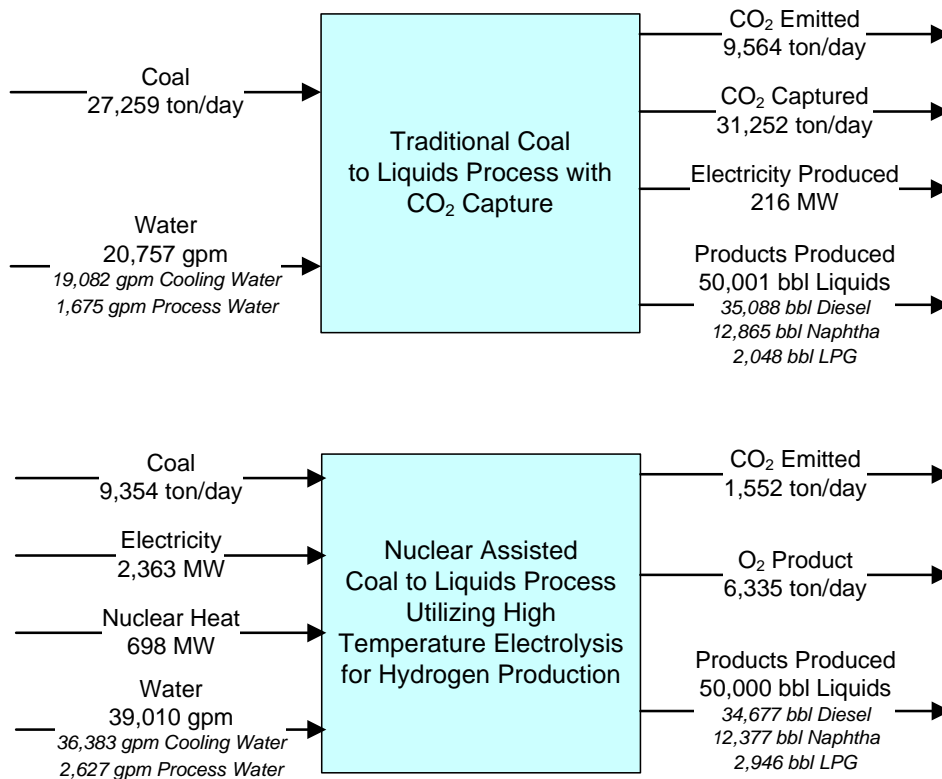 Coal
27,259 ton/day
Water
20,757 gpm
19,082 gpm Cooling Water
1,675 gpm Process Water
Traditional Coal
to Liquids Process with
CO₂ Capture
CO₂ Emitted
9,564 ton/day
CO₂ Captured
31,252 ton/day
Electricity Produced
216 MW
Products Produced
50,001 bbl Liquids
35,088 bbl Diesel
12,865 bbl Naphtha
2,048 bbl LPG
Coal
9,354 ton/day
Electricity
2,363 MW
Nuclear Heat
698 MW
Water
39,010 gpm
36,383 gpm Cooling Water
2,627 gpm Process Water
Nuclear Assisted
Coal to Liquids Process
Utilizing High
Temperature Electrolysis
for Hydrogen Production
CO₂ Emitted
1,552 ton/day
O₂ Product
6,335 ton/day
Products Produced
50,000 bbl Liquids
34,677 bbl Diesel
12,377 bbl Naphtha
2,946 bbl LPG